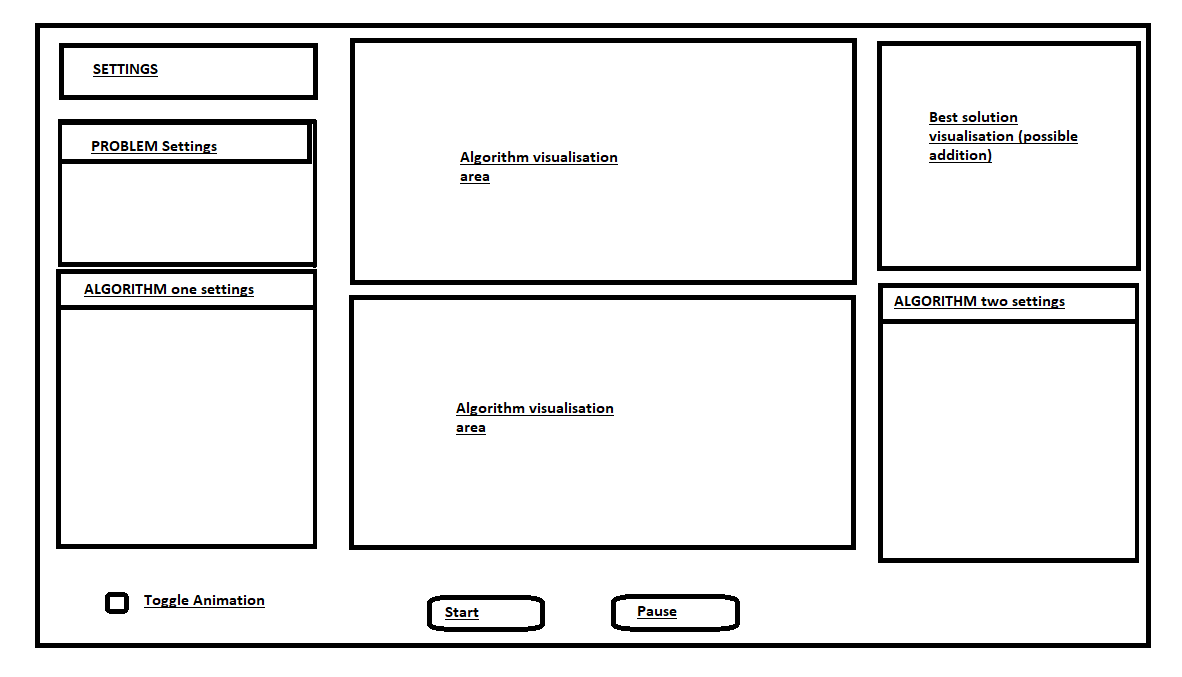 SETTINGS
PROBLEM Settings
ALGORITHM one settings
Algorithm visualisation
area
Algorithm visualisation
area
Best solution
visualisation (possible
addition)
ALGORITHM two settings
Toggle Animation
Start
Pause